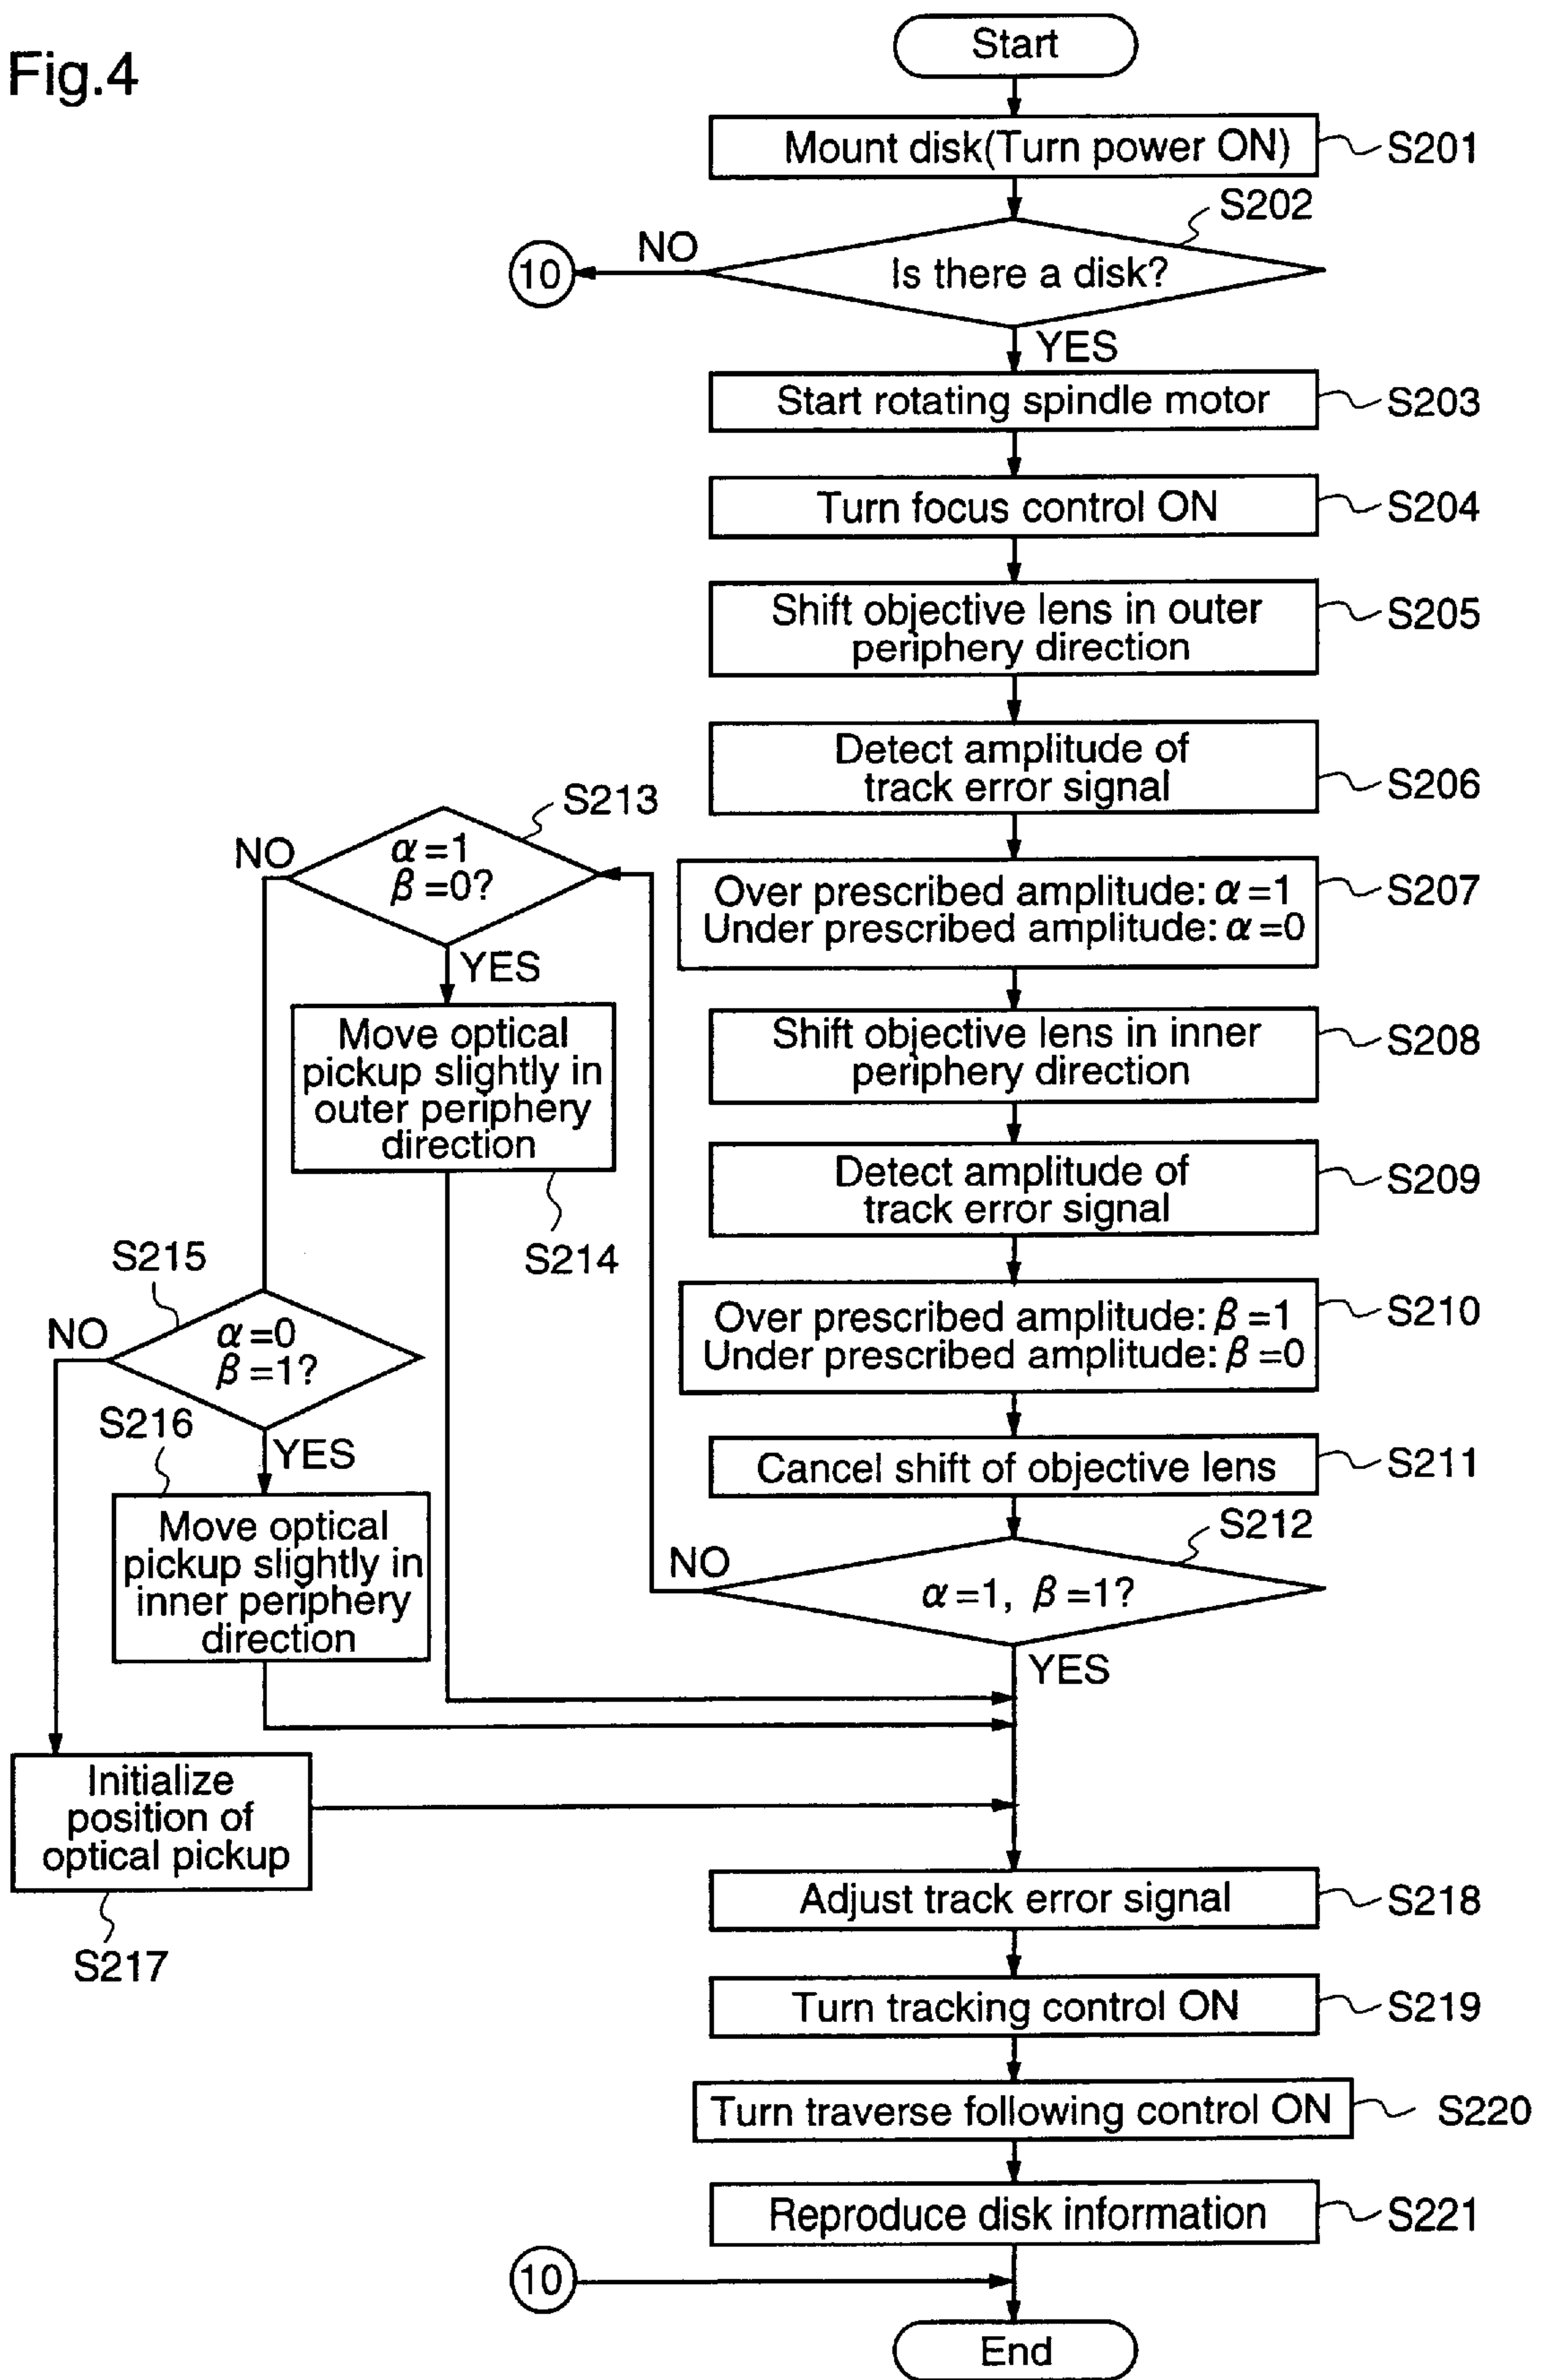 Fig.4
Start
Mount disk(Turn power ON)
S201
S202
NO
10
Is there a disk?
YES
Start rotating spindle motor
S203
Turn focus control ON
S204
Shift objective lens in outer
periphery direction
S205
Detect amplitude of
track error signal
S206
Over prescribed amplitude: α=1
Under prescribed amplitude: α=0
S207
Shift objective lens in inner
periphery direction
S208
Detect amplitude of
track error signal
S209
Over prescribed amplitude: β=1
Under prescribed amplitude: β=0
S210
Cancel shift of objective lens
S211
S212
NO
α=1, β=1?
YES
S213
NO
α=1
β=0?
YES
Move optical
pickup slightly in
outer periphery
direction
S214
S215
NO
α=0
β=1?
S216
YES
Move optical
pickup slightly in
inner periphery
direction
Initialize
position of
optical pickup
S217
Adjust track error signal
S218
Turn tracking control ON
S219
Turn traverse following control ON
S220
Reproduce disk information
S221
10
End